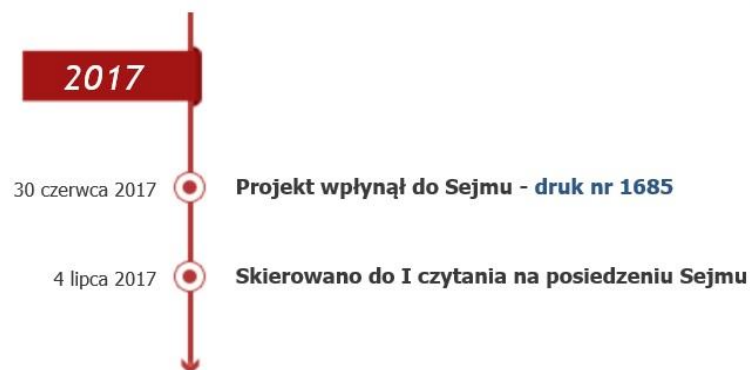 2017
30 czerwca 2017 Projekt wpłynął do Sejmu - druk nr 1685
4 lipca 2017 Skierowano do I czytania na posiedzeniu Sejmu